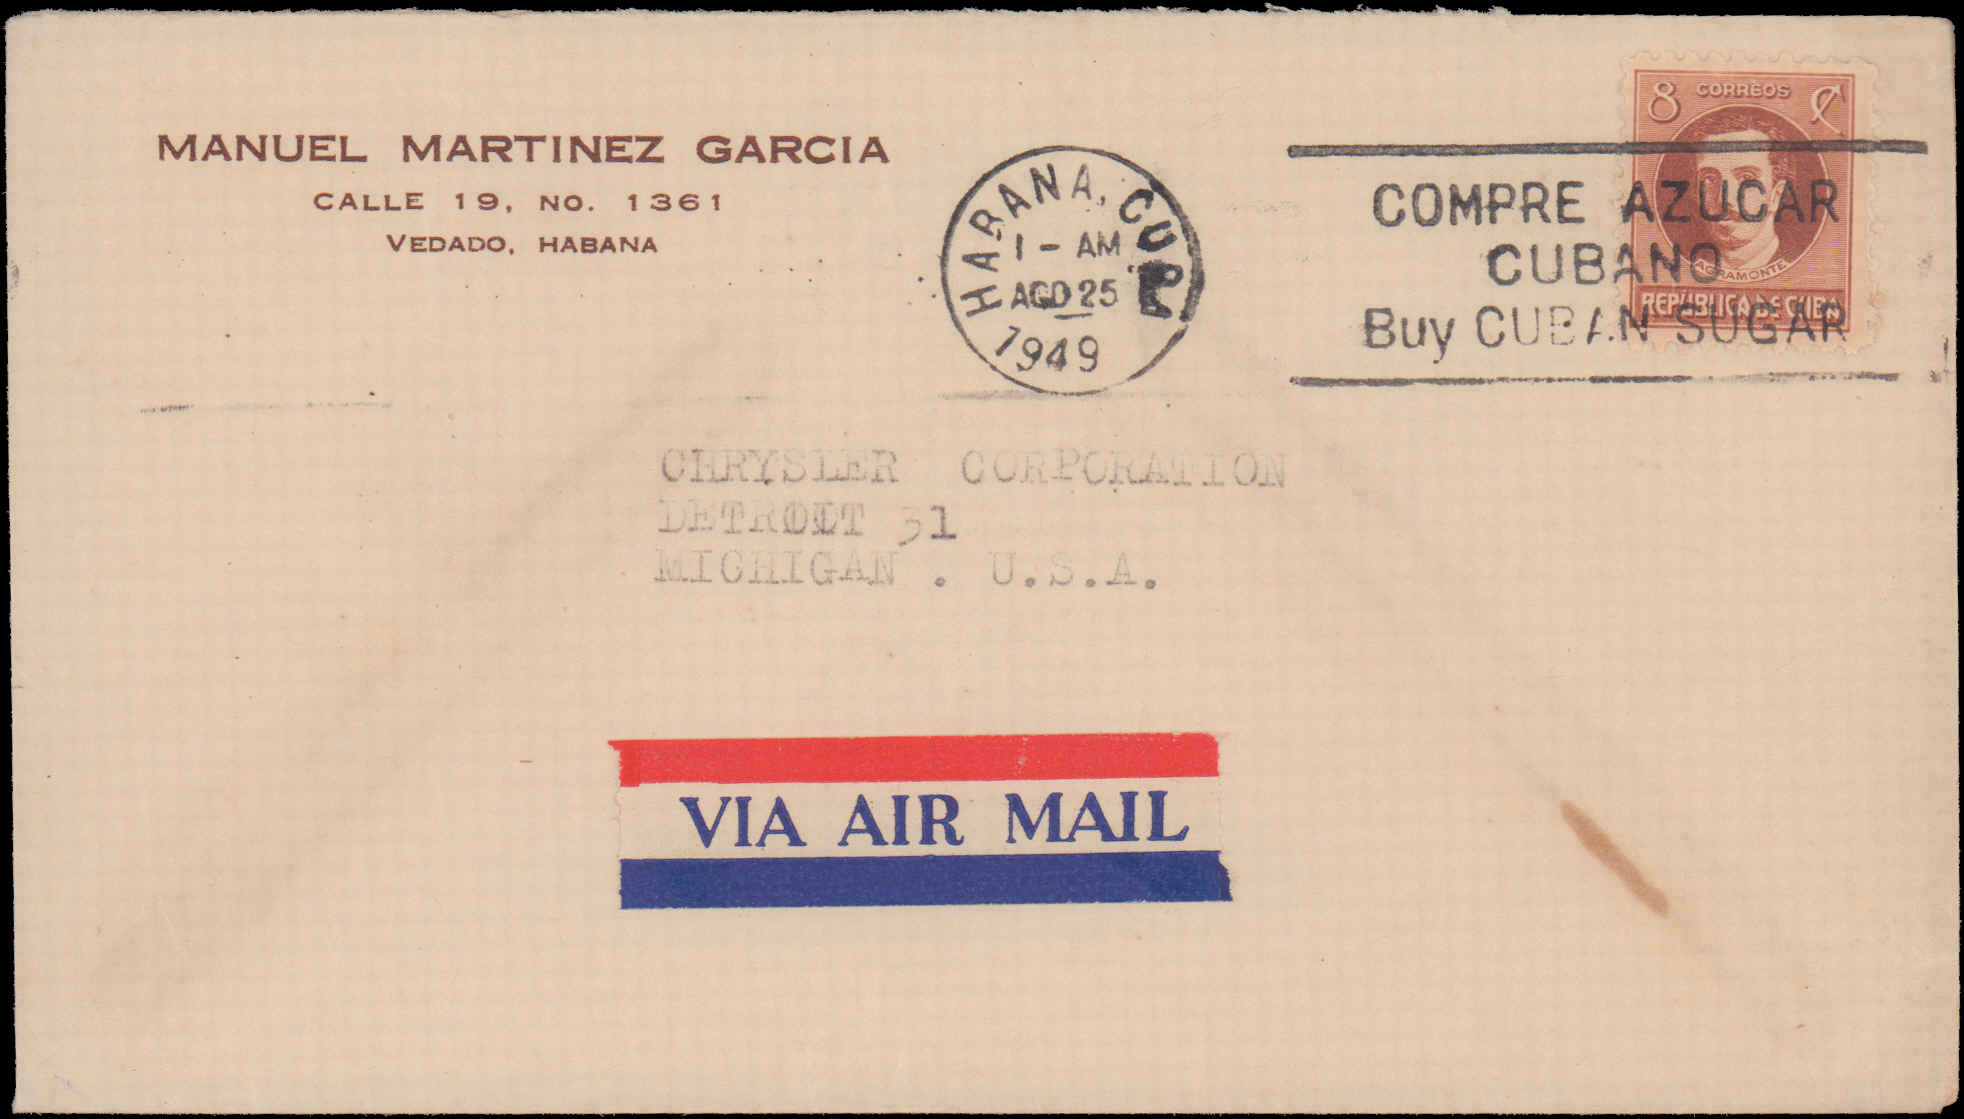 MANUEL MARTINEZ GARCIA
CALLE 19, NO. 1361
VEDADO, HABANA
HABANA, CUBA
1 - AM
AGO 25
1949
8 CORREOS ¢
AGRAMONTE
REPÚBLICA DE CUBA
COMPRE AZUCAR
CUBANO
Buy CUBAN SUGAR
CHRYSLER CORPORATION
DETROIT 31
MICHIGAN . U.S.A.
VIA AIR MAIL